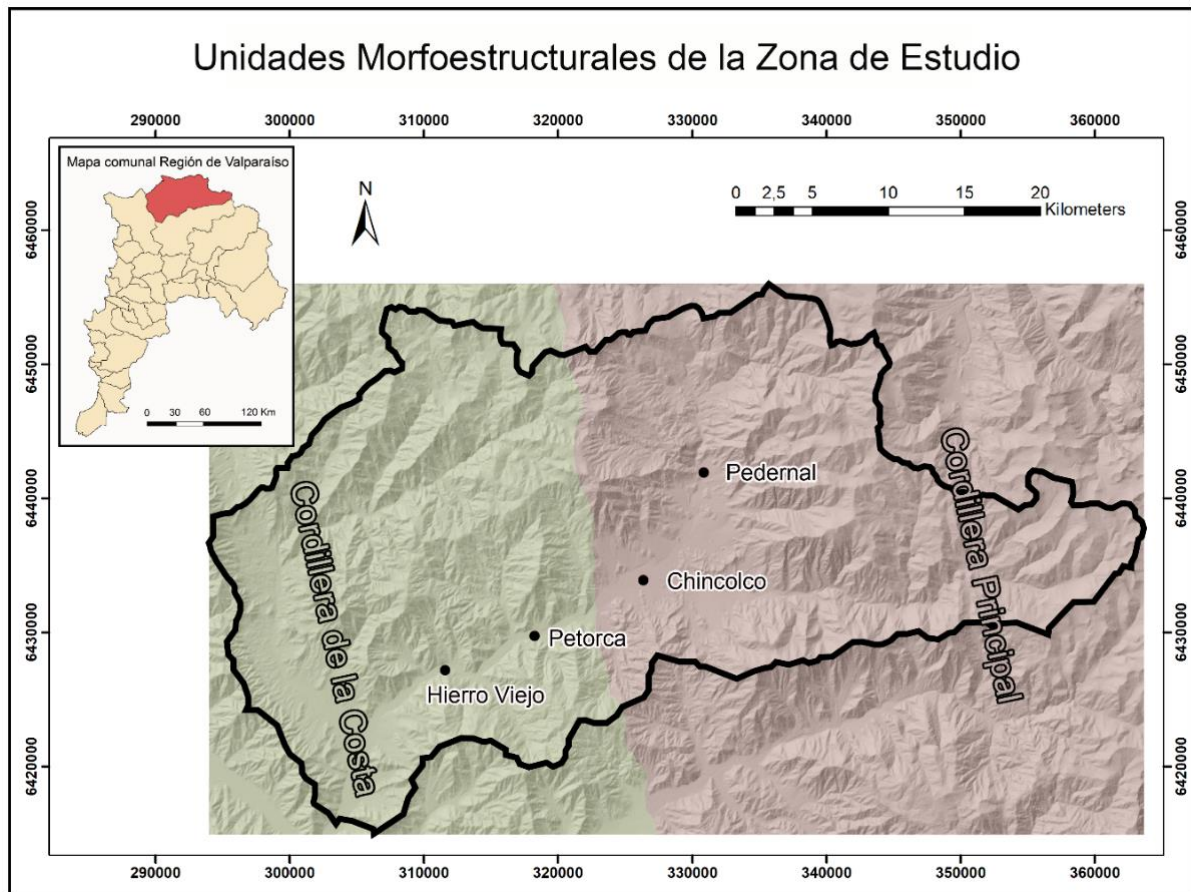 Unidades Morfoestructurales de la Zona de Estudio
290000 300000 310000 320000 330000 340000 350000 360000
Mapa comunal Región de Valparaíso
0 30 60 120 Km
N
0 2,5 5 10 15 20
Kilometers
6460000 6460000
6450000 6450000
6440000 6440000
6430000 6430000
6420000 6420000
Pedernal
Chincolco
Petorca
Hierro Viejo
Cordillera de la Costa
Cordillera Principal
290000 300000 310000 320000 330000 340000 350000 360000